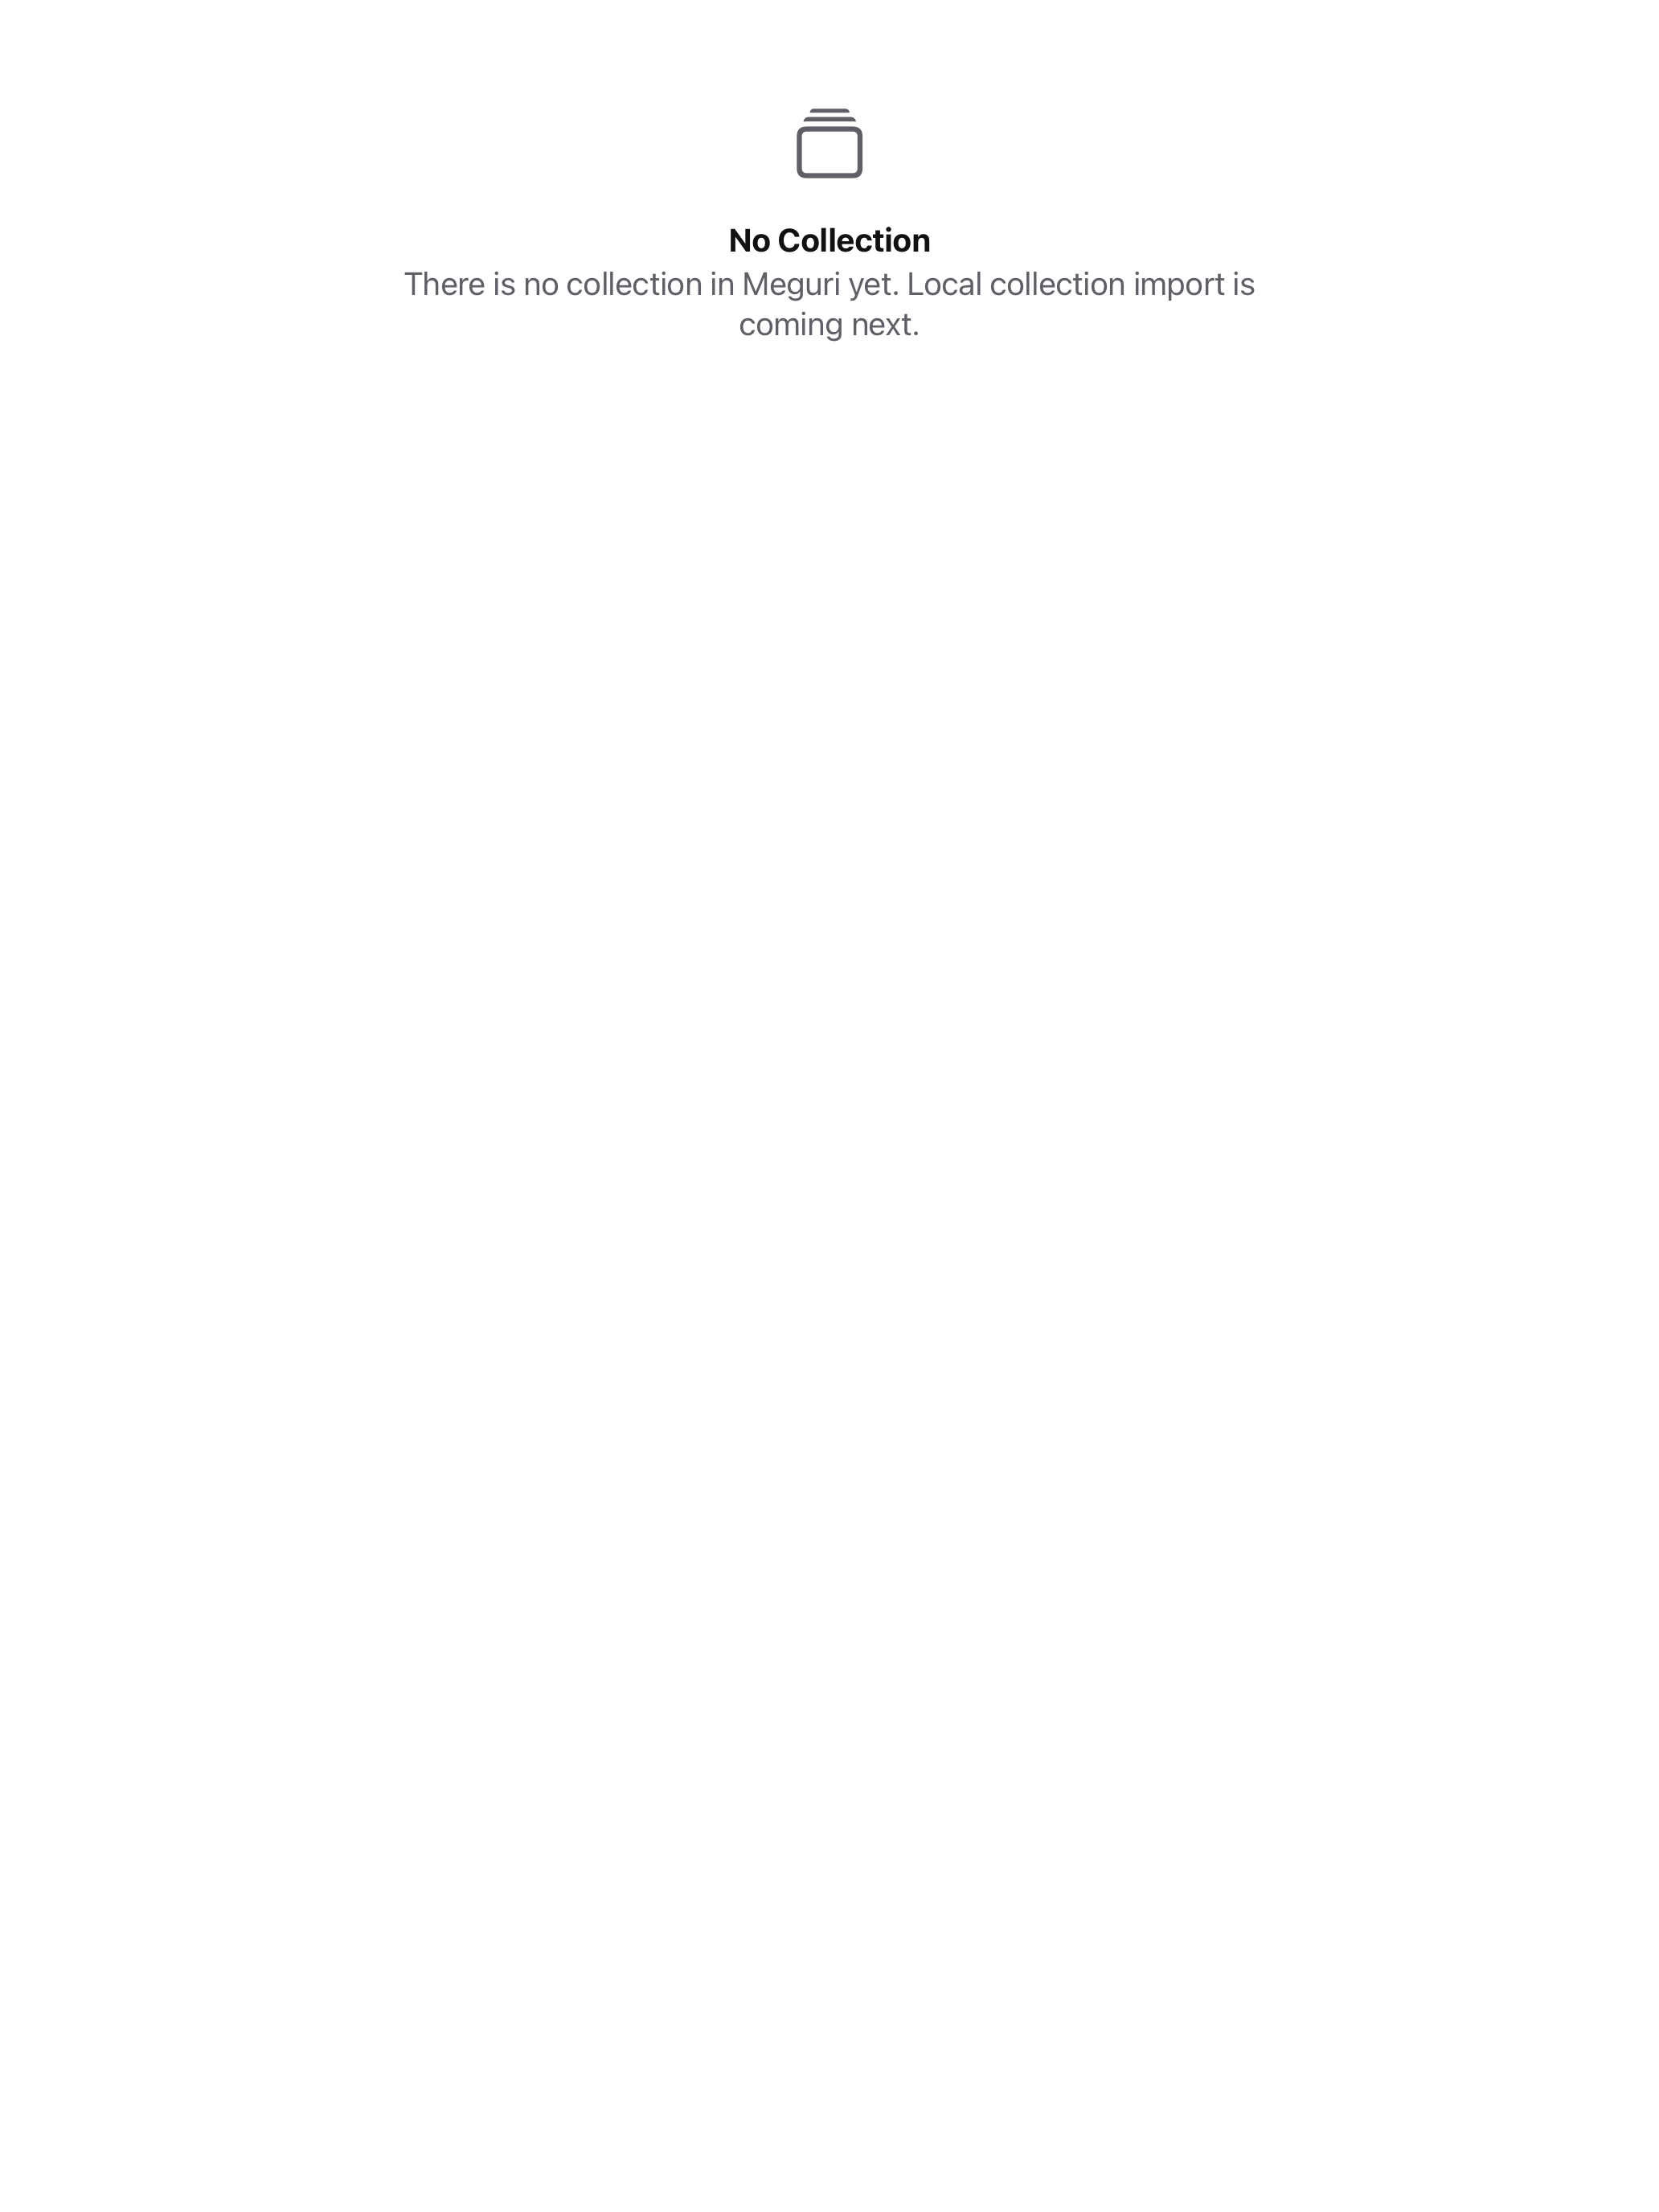 No Collection
There is no collection in Meguri yet. Local collection import is
coming next.